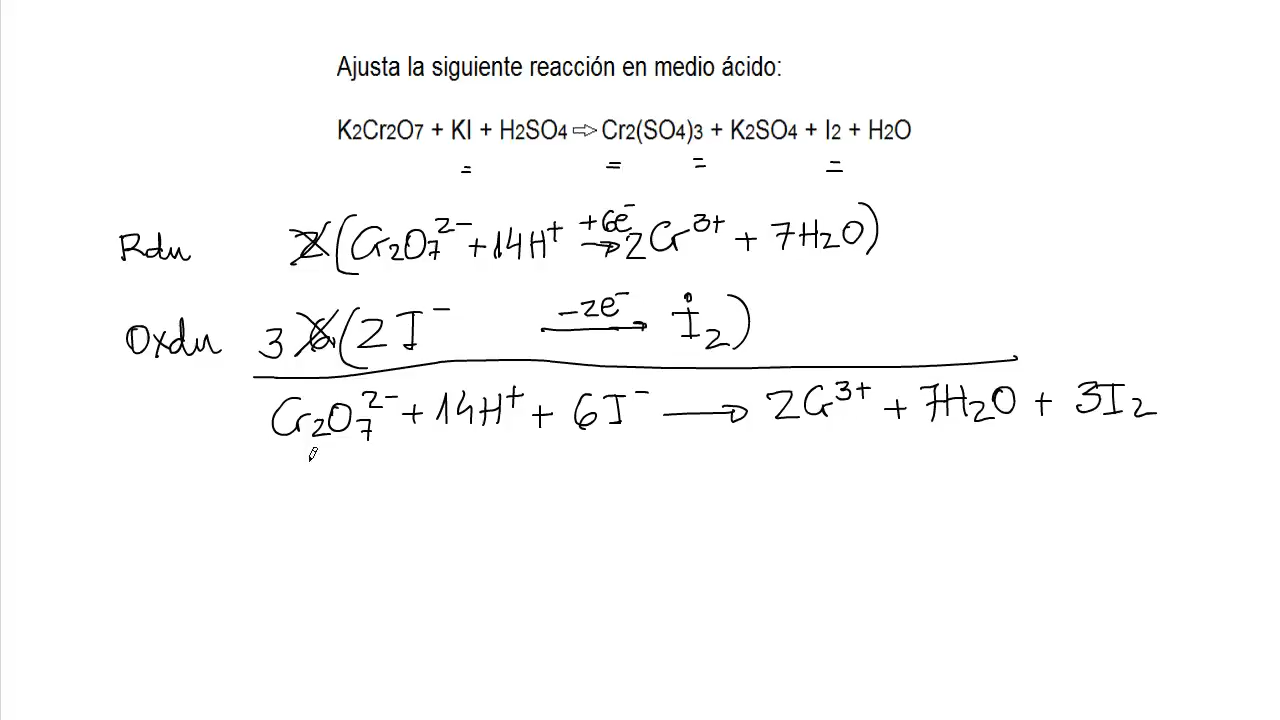 Ajusta la siguiente reacción en medio ácido:
K2Cr2O7 + KI + H2SO4 ⇨ Cr2(SO4)3 + K2SO4 + I2 + H2O
Rdn 2(Cr2O7^2- + 14H+ +6e- → 2Cr^3+ + 7H2O)
Oxdn 3 6(2I- -2e- → I2)
Cr2O7^2- + 14H+ + 6I- → 2Cr^3+ + 7H2O + 3I2